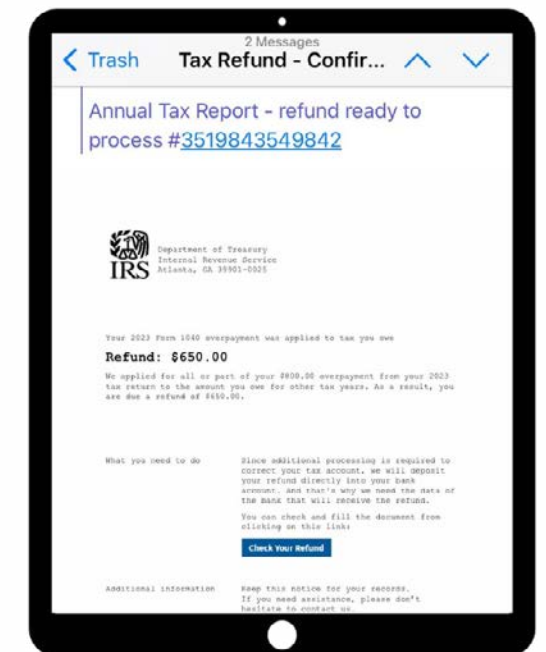 2 Messages
Trash
Tax Refund - Confir...
Annual Tax Report - refund ready to
process #3519843549842
IRS
Department of Treasury
Internal Revenue Service
Atlanta, GA 39901-0025
Your 2023 Form 1040 overpayment was applied to tax you owe
Refund: $650.00
We applied for all or part of your $800.00 overpayment from your 2023
tax return to the amount you owe for other tax years. As a result, you
are due a refund of $650.00.
What you need to do
Since additional processing is required to
correct your tax account, we will deposit
your refund directly into your bank
account. And that's why we need the data of
the bank that will receive the refund.
You can check and fill the document from
clicking on this link:
Check Your Refund
Additional information
Keep this notice for your records.
If you need assistance, please don't
hesitate to contact us.